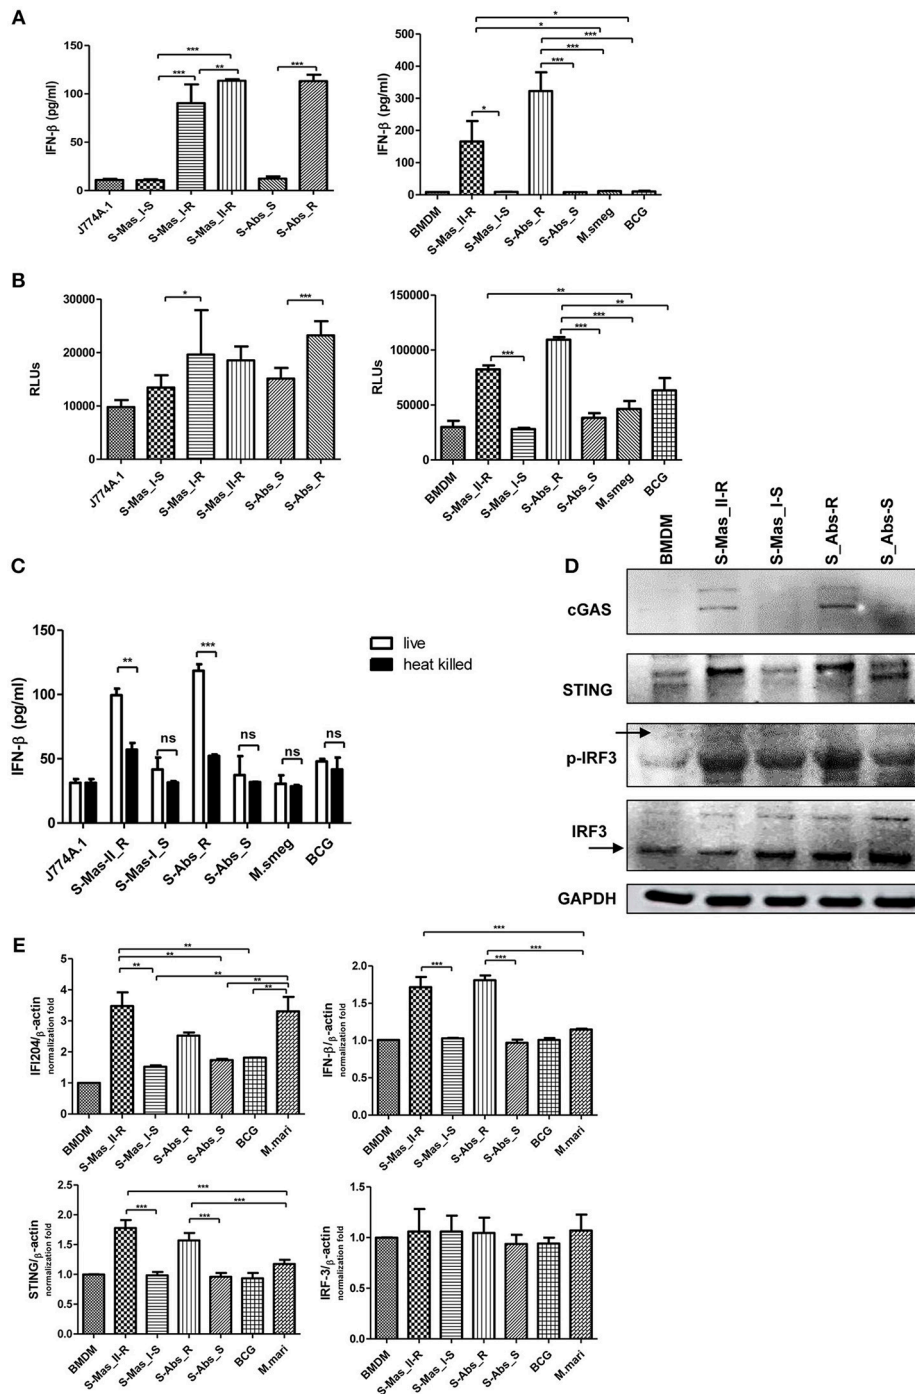 A
***
*** ** ***
150
100
50
0
IFN-β (pg/ml)
J774A.1
S-Mas_I-S
S-Mas_I-R
S-Mas_II-R
S-Abs_S
S-Abs_R
*
*
***
***
***
*
500
400
300
200
100
0
IFN-β (pg/ml)
BMDM
S-Mas_II-R
S-Mas_I-S
S-Abs_R
S-Abs_S
M.smeg
BCG
B
* ***
30000
20000
10000
0
RLUs
J774A.1
S-Mas_I-S
S-Mas_I-R
S-Mas_II-R
S-Abs_S
S-Abs_R
**
**
***
***
***
150000
100000
50000
0
RLUs
BMDM
S-Mas_II-R
S-Mas_I-S
S-Abs_R
S-Abs_S
M.smeg
BCG
C
150
100
50
0
IFN-β (pg/ml)
** ns *** ns ns ns
live
heat killed
J774A.1
S-Mas-II_R
S-Mas-I_S
S-Abs_R
S-Abs_S
M.smeg
BCG
D
BMDM
S-Mas_II-R
S-Mas_I-S
S_Abs-R
S_Abs-S
cGAS
STING
p-IRF3
IRF3
GAPDH
E
**
**
** **
**
**
5
4
3
2
1
0
IFI204/β-actin
normalization fold
BMDM
S-Mas_II-R
S-Mas_I-S
S-Abs_R
S-Abs_S
BCG
M.mari
***
***
*** ***
2.0
1.5
1.0
0.5
0.0
IFN-β/β-actin
normalization fold
BMDM
S-Mas_II-R
S-Mas_I-S
S-Abs_R
S-Abs_S
BCG
M.mari
***
***
*** ***
2.5
2.0
1.5
1.0
0.5
0.0
STING/β-actin
normalization fold
BMDM
S-Mas_II-R
S-Mas_I-S
S-Abs_R
S-Abs_S
BCG
M.mari
1.5
1.0
0.5
0.0
IRF-3/β-actin
normalization fold
BMDM
S-Mas_II-R
S-Mas_I-S
S-Abs_R
S-Abs_S
BCG
M.mari